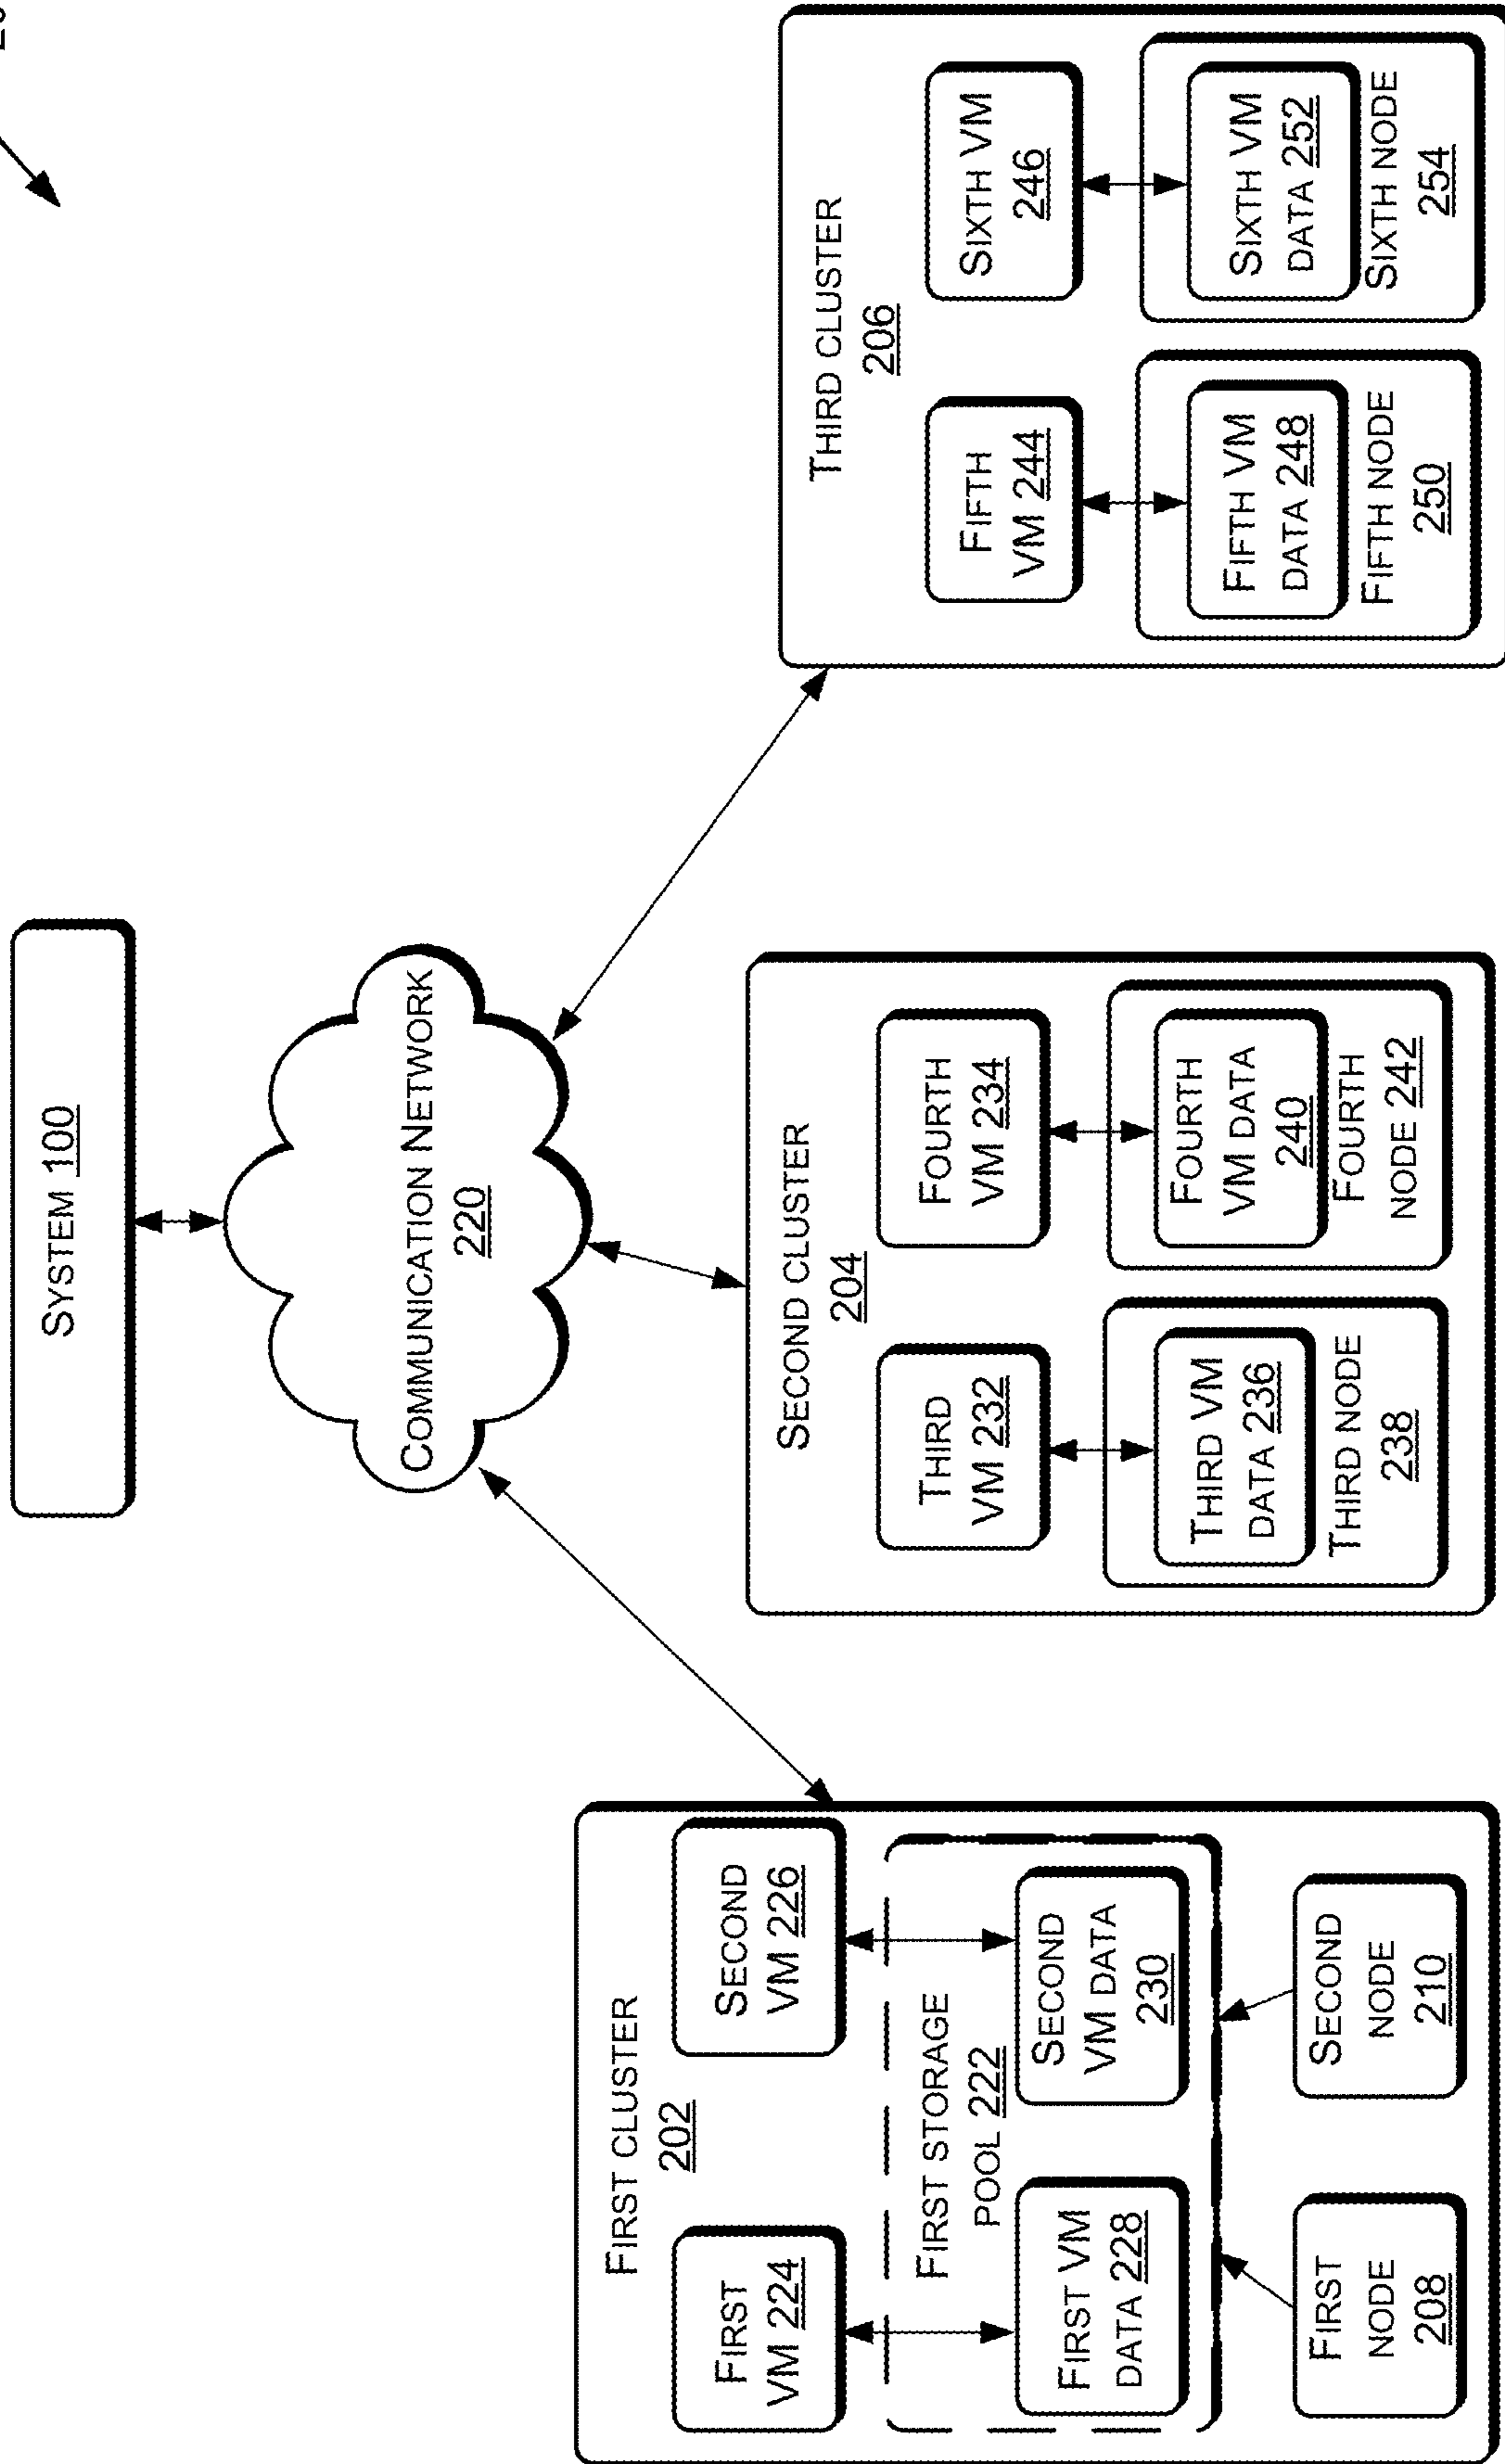 SYSTEM 100
COMMUNICATION NETWORK
220
FIRST CLUSTER
202
FIRST
VM 224
SECOND
VM 226
FIRST STORAGE
POOL 222
FIRST VM
DATA 228
SECOND
VM DATA
230
FIRST
NODE
208
SECOND
NODE
210
SECOND CLUSTER
204
THIRD
VM 232
FOURTH
VM 234
THIRD VM
DATA 236
THIRD NODE
238
FOURTH
VM DATA
240
FOURTH
NODE 242
THIRD CLUSTER
206
FIFTH
VM 244
SIXTH VM
246
FIFTH VM
DATA 248
FIFTH NODE
250
SIXTH VM
DATA 252
SIXTH NODE
254